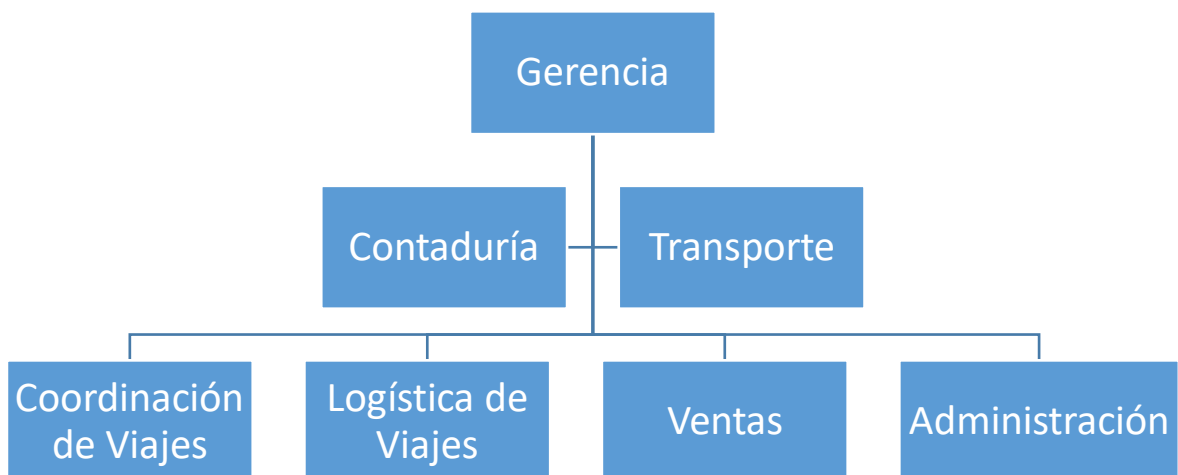 Gerencia
Contaduría
Transporte
Coordinación
de Viajes
Logística de
Viajes
Ventas
Administración